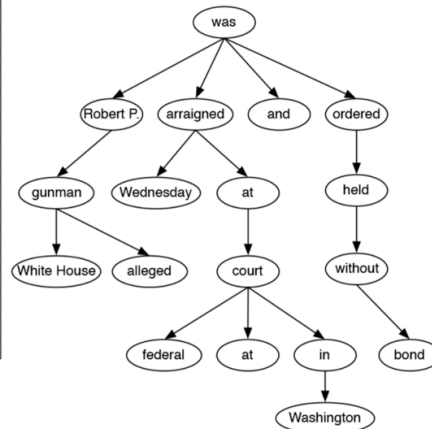 was
Robert P.
arraigned
and
ordered
gunman
Wednesday
at
held
White House
alleged
court
without
federal
at
in
bond
Washington